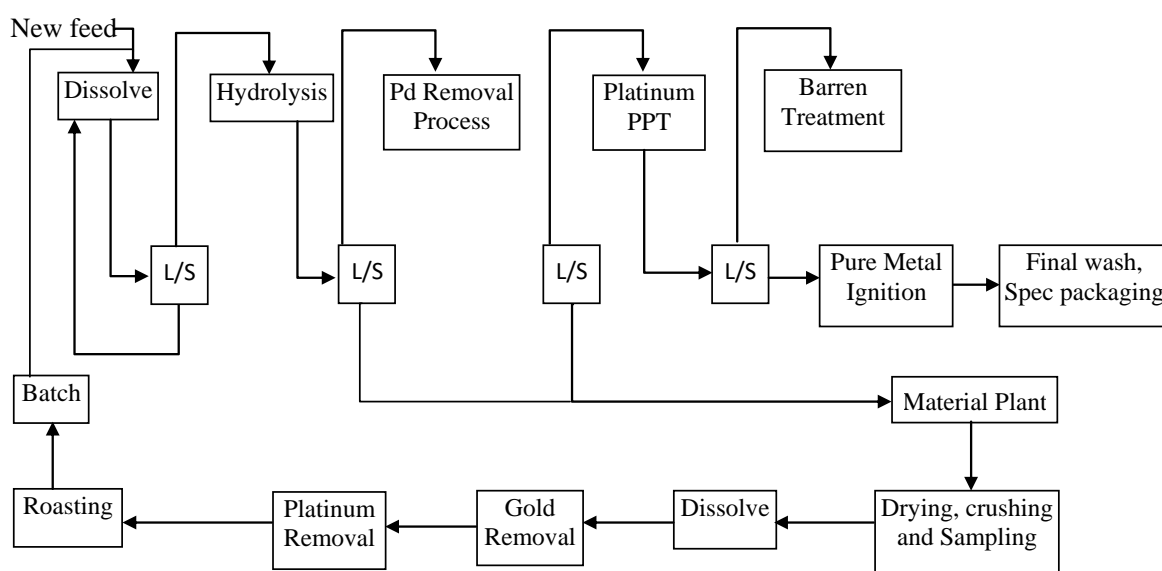 New feed
Dissolve
Hydrolysis
Pd Removal
Process
Platinum
PPT
Barren
Treatment
L/S
L/S
L/S
L/S
Pure Metal
Ignition
Final wash,
Spec packaging
Batch
Material Plant
Roasting
Platinum
Removal
Gold
Removal
Dissolve
Drying, crushing
and Sampling